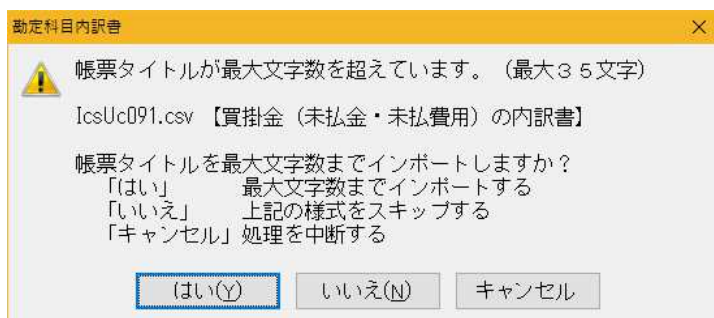 勘定科目内訳書
帳票タイトルが最大文字数を超えています。（最大３５文字）
IcsUc091.csv 【買掛金（未払金・未払費用）の内訳書】
帳票タイトルを最大文字数までインポートしますか？
「はい」　　　最大文字数までインポートする
「いいえ」　　上記の様式をスキップする
「キャンセル」処理を中断する
はい(Y)　いいえ(N)　キャンセル